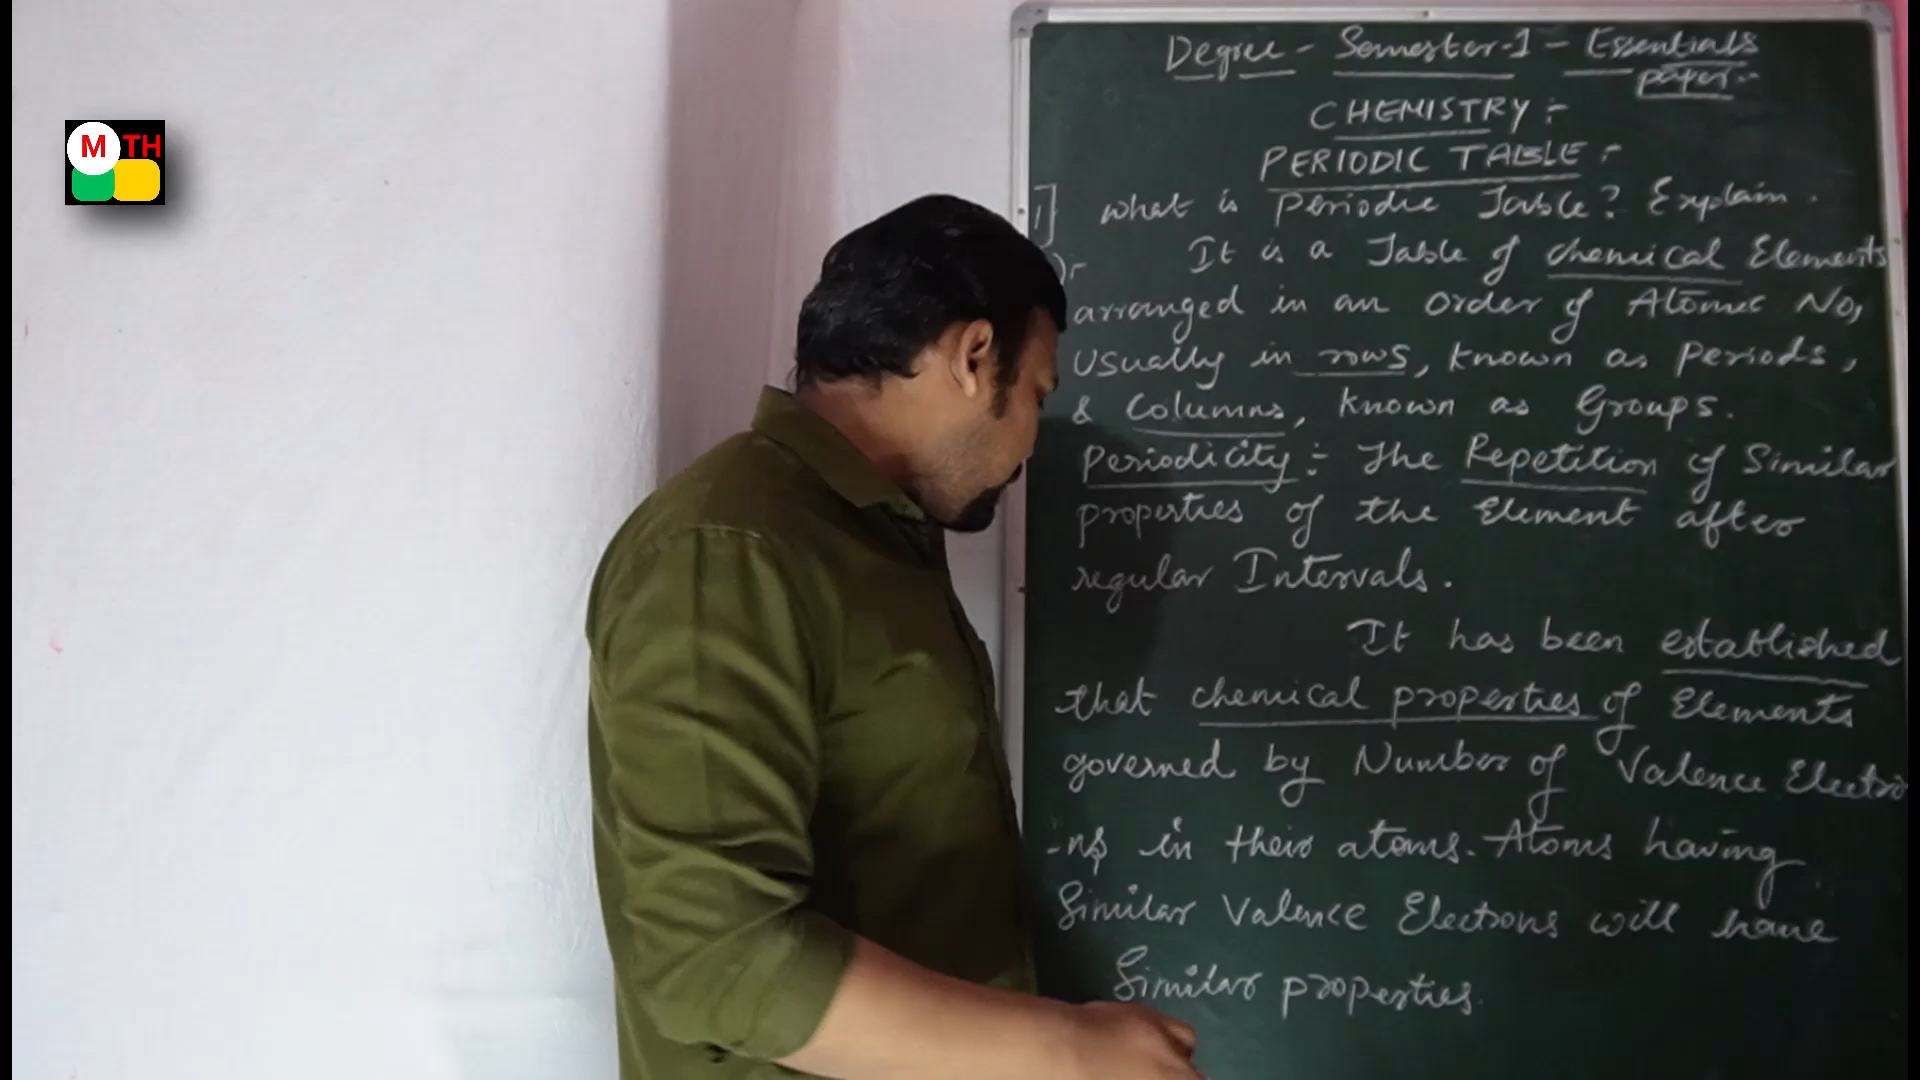 M TH
Degree - Semester-1 - Essentials
paper:-
CHEMISTRY :-
PERIODIC TABLE :-
1] What is Periodic Table? Explain.
It is a Table of chemical Elements
arranged in an Order of Atomic No,
Usually in rows, known as Periods,
& Columns, known as Groups.
Periodicity :- The Repetition of Similar
properties of the Element after
regular Intervals.
It has been established
that chemical properties of Elements
governed by Number of Valence Electro
-ns in their atoms. Atoms having
Similar Valence Electrons will have
Similar properties.